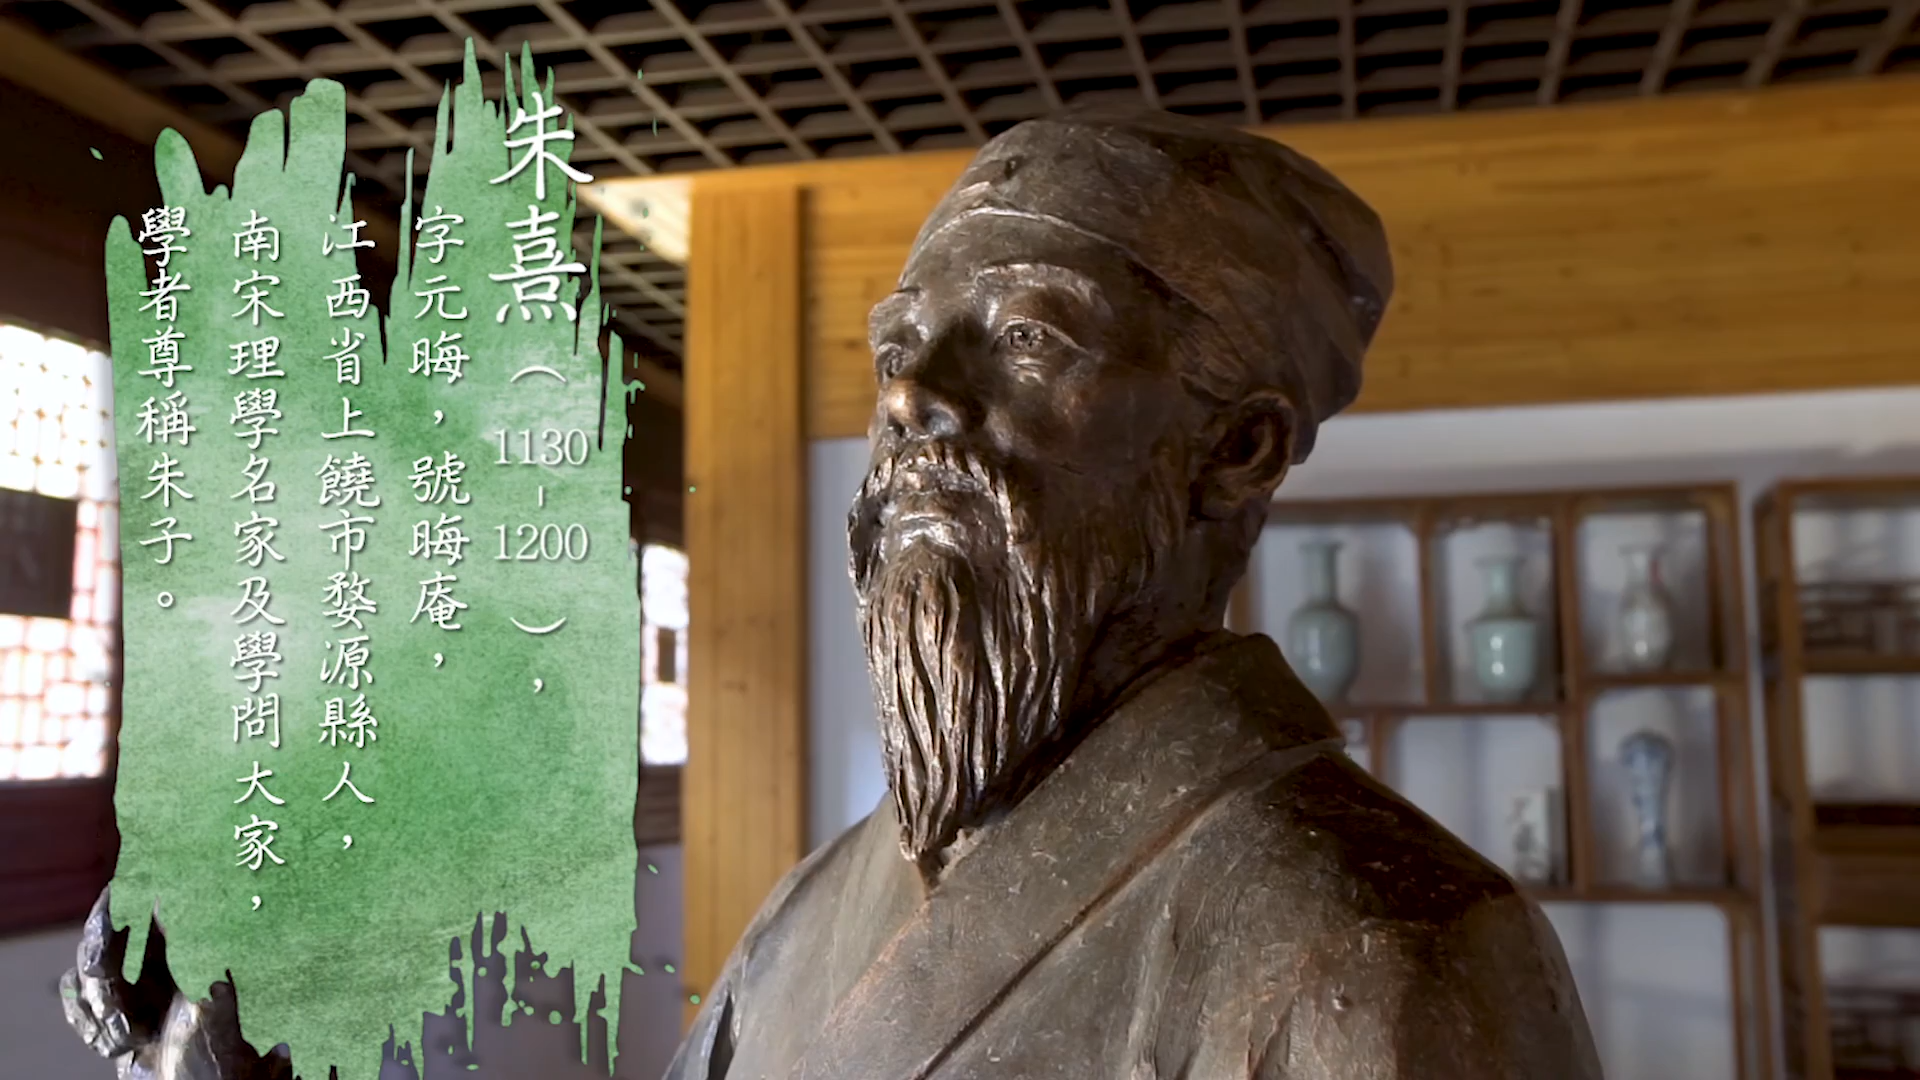 朱熹（1130-1200），
字元晦，號晦庵，
江西省上饒市婺源縣人，
南宋理學名家及學問大家，
學者尊稱朱子。